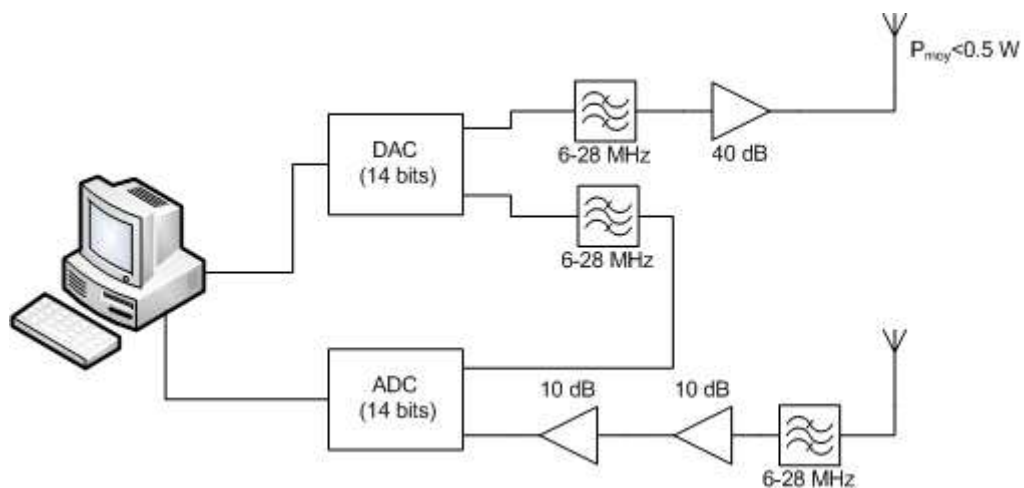 P_moy<0.5 W
DAC
(14 bits)
6-28 MHz
40 dB
6-28 MHz
ADC
(14 bits)
10 dB
10 dB
6-28 MHz